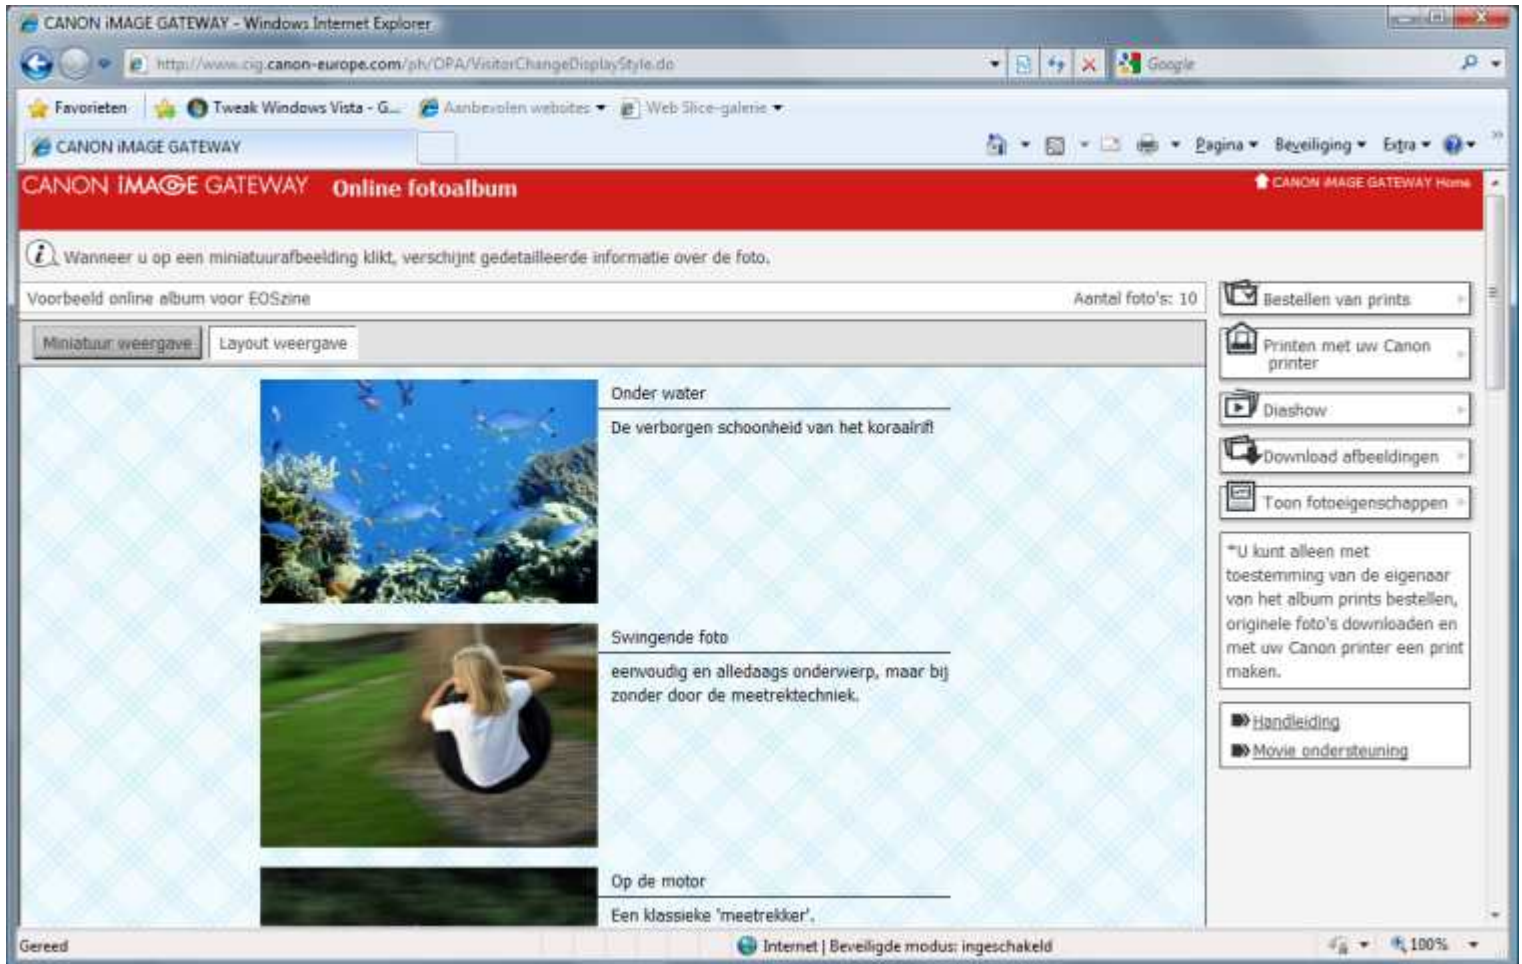 CANON iMAGE GATEWAY - Windows Internet Explorer
http://www.cig.canon-europe.com/ph/OPA/VisitorChangeDisplayStyle.do
Google
Favorieten
Tweak Windows Vista - G...
Aanbevolen websites
Web Slice-galerie
CANON iMAGE GATEWAY
Pagina
Beveiliging
Extra
CANON iMAGE GATEWAY Online fotoalbum
CANON iMAGE GATEWAY Home
Wanneer u op een miniatuurafbeelding klikt, verschijnt gedetailleerde informatie over de foto.
Voorbeeld online album voor EOSzine
Aantal foto's: 10
Miniatuur weergave
Layout weergave
Onder water
De verborgen schoonheid van het koraalrif!
Swingende foto
eenvoudig en alledaags onderwerp, maar bij
zonder door de meetrektechniek.
Op de motor
Een klassieke 'meetrekker'.
Bestellen van prints
Printen met uw Canon
printer
Diashow
Download afbeeldingen
Toon fotoeigenschappen
*U kunt alleen met
toestemming van de eigenaar
van het album prints bestellen,
originele foto's downloaden en
met uw Canon printer een print
maken.
Handleiding
Movie ondersteuning
Gereed
Internet | Beveiligde modus: ingeschakeld
100%